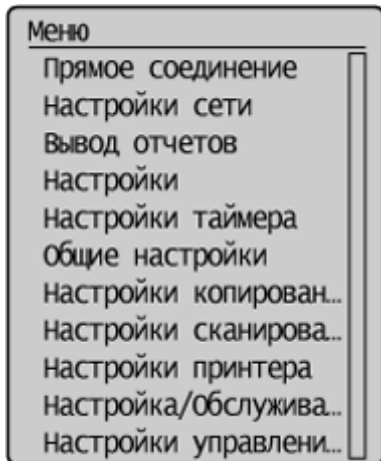 Меню
Прямое соединение
Настройки сети
Вывод отчетов
Настройки
Настройки таймера
Общие настройки
Настройки копирован...
Настройки сканирова...
Настройки принтера
Настройка/Обслужива...
Настройки управлени...